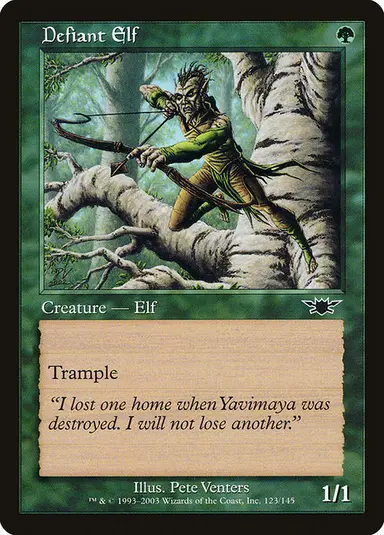 Defiant Elf
Creature — Elf
Trample
“I lost one home when Yavimaya was
destroyed. I will not lose another.”
Illus. Pete Venters
™ & © 1993-2003 Wizards of the Coast, Inc. 123/145
1/1